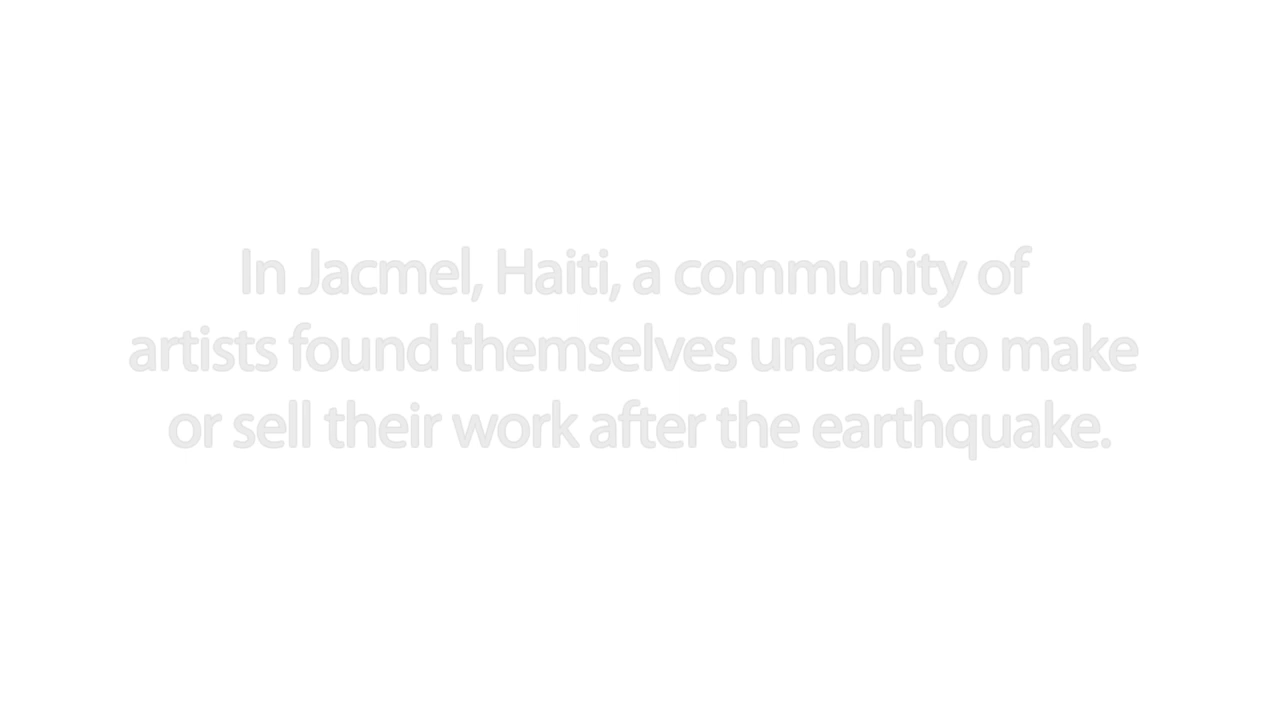 In Jacmel, Haiti, a community of
artists found themselves unable to make
or sell their work after the earthquake.